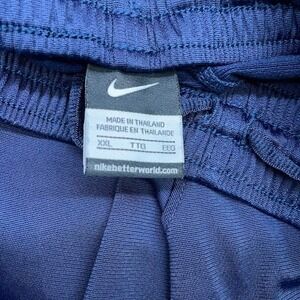 MADE IN THAILAND
FABRIQUE EN THAILANDE
XXL TTG EEG
nikebetterworld.com